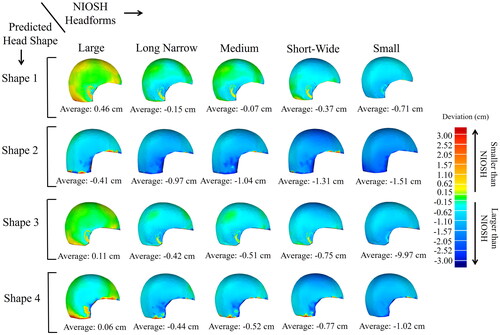 NIOSH
Headforms
Predicted
Head Shape
Large Long Narrow Medium Short-Wide Small
Shape 1
Average: 0.46 cm Average: -0.15 cm Average: -0.07 cm Average: -0.37 cm Average: -0.71 cm
Shape 2
Average: -0.41 cm Average: -0.97 cm Average: -1.04 cm Average: -1.31 cm Average: -1.51 cm
Shape 3
Average: 0.11 cm Average: -0.42 cm Average: -0.51 cm Average: -0.75 cm Average: -9.97 cm
Shape 4
Average: 0.06 cm Average: -0.44 cm Average: -0.52 cm Average: -0.77 cm Average: -1.02 cm
Deviation (cm)
3.00
2.53
2.05
1.57
1.10
0.62
0.15
-0.15
-0.62
-1.10
-1.57
-2.05
-2.53
-3.00
Smaller than
NIOSH
Larger than
NIOSH